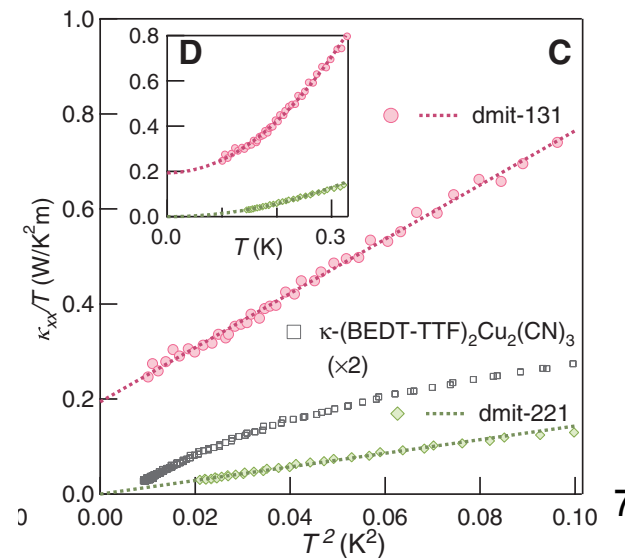 1.0
0.8
D
C
0.6
dmit-131
0.4
0.8
0.2
0.0
0.0
0.3
T (K)
0.6
κxx/T (W/K²m)
0.4
κ-(BEDT-TTF)₂Cu₂(CN)₃
(×2)
0.2
dmit-221
0.0
7
0
0.00
0.02
0.04
0.06
0.08
0.10
T² (K²)